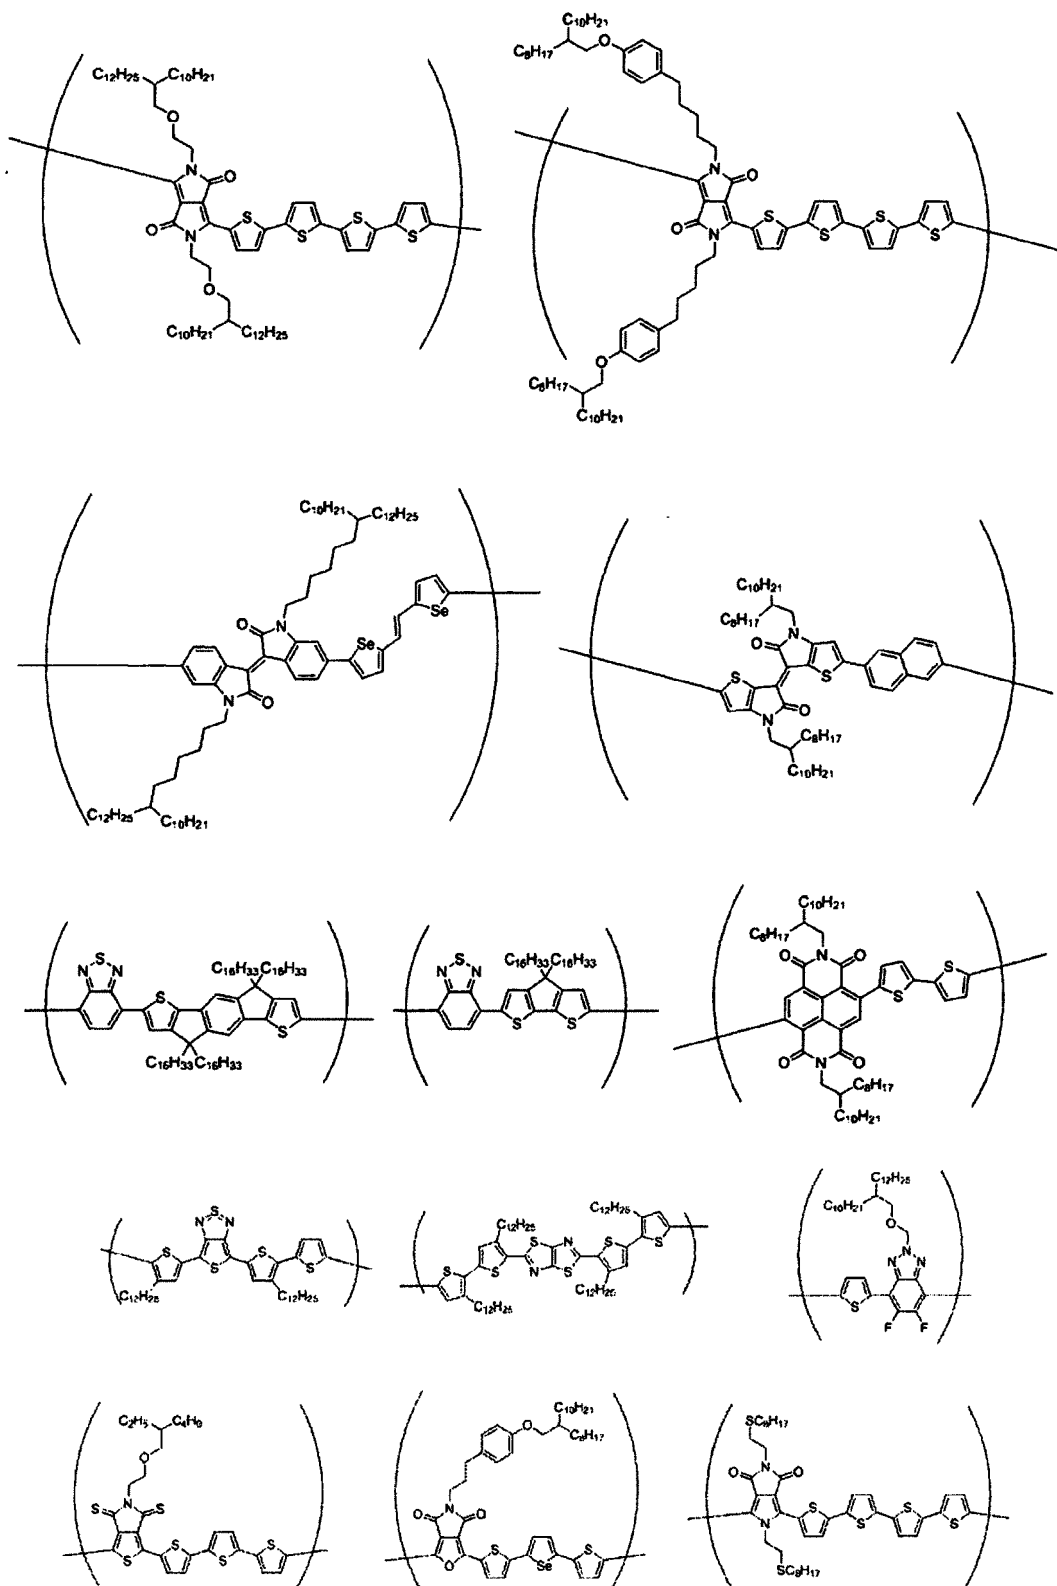 C10H21
C8H17 O
C12H25 C10H21
O
N O
O N S S S S
O
C10H21 C12H25
N O
O N S S S S
O
C8H17
C10H21
C10H21 C12H25
O N Se Se
N O
C12H25 C10H21
C10H21
C8H17
O N
S S
O
N
C8H17
C10H21
N S N
S S
C16H33 C16H33
C16H33 C16H33
N S N
C16H33 C16H33
S S
C10H21
C8H17
O N O
S S
O N O
C8H17
C10H21
N S N
S S S S
C12H25 C12H25
C12H25
C12H25
S N
S S N S S S
C12H25
C12H25
C12H25
C10H21
O
N N N
S
F F
C2H5 C4H9
O
N
S S
S S S S
C10H21
O
C8H17
N
O O
O S Se S
SC8H17
N
O O
N S S S S
SC8H17